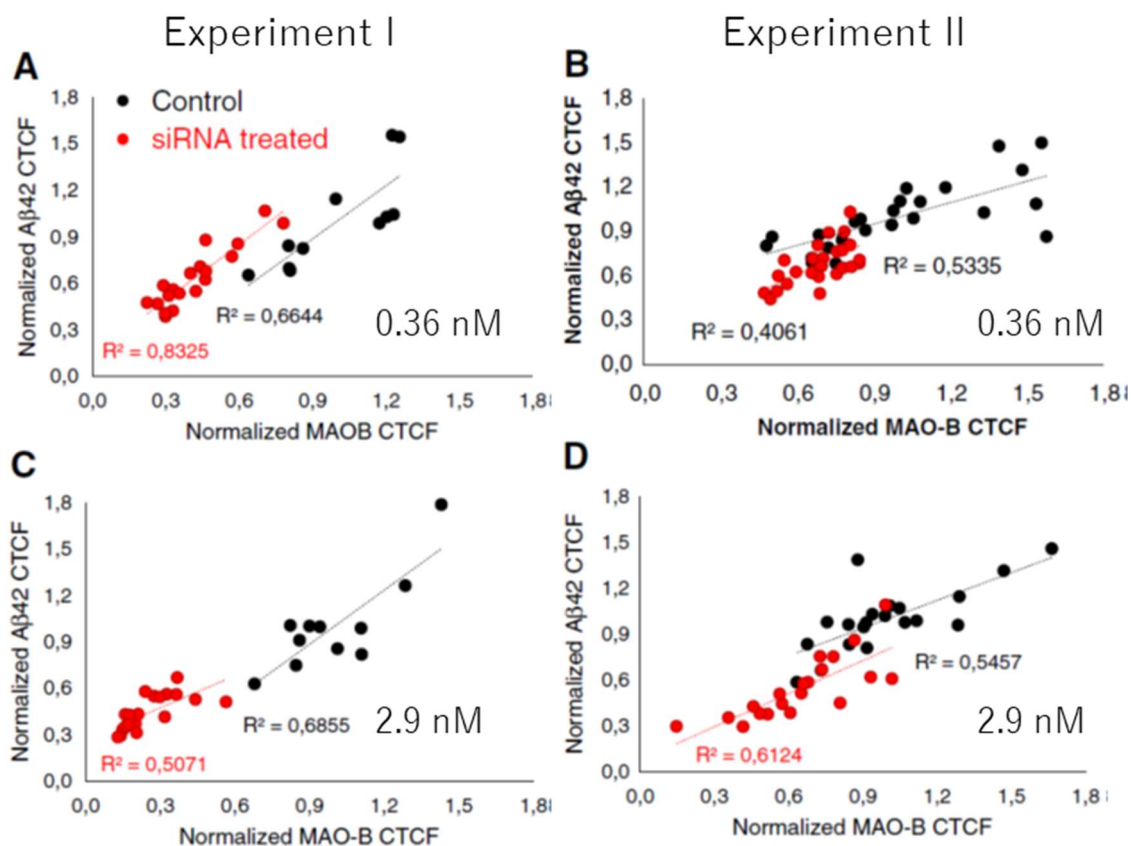 Experiment I
Experiment II
A
Control
siRNA treated
Normalized Aβ42 CTCF
1,8
1,5
1,2
0,9
0,6
0,3
0,0
R² = 0,6644
0.36 nM
R² = 0,8325
0,0 0,3 0,6 0,9 1,2 1,5 1,8
Normalized MAOB CTCF
B
Normalized Aβ42 CTCF
1,8
1,5
1,2
0,9
0,6
0,3
0,0
R² = 0,5335
R² = 0,4061
0.36 nM
0,0 0,3 0,6 0,9 1,2 1,5 1,8
Normalized MAO-B CTCF
C
Normalized Aβ42 CTCF
1,8
1,5
1,2
0,9
0,6
0,3
0,0
R² = 0,6855
2.9 nM
R² = 0,5071
0,0 0,3 0,6 0,9 1,2 1,5 1,8
Normalized MAO-B CTCF
D
Normalized Aβ42 CTCF
1,8
1,5
1,2
0,9
0,6
0,3
0,0
R² = 0,5457
2.9 nM
R² = 0,6124
0,0 0,3 0,6 0,9 1,2 1,5 1,8
Normalized MAO-B CTCF